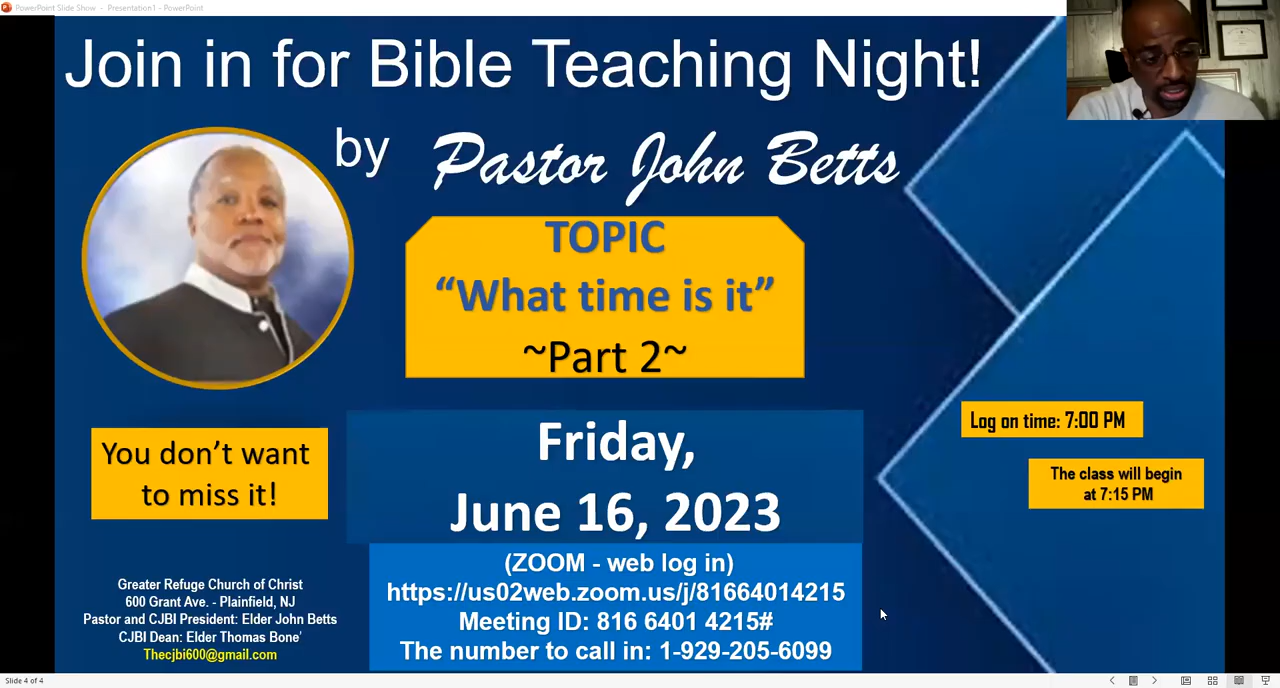 PowerPoint Slide Show - Presentation1 - PowerPoint
Join in for Bible Teaching Night!
by Pastor John Betts
TOPIC
“What time is it”
~Part 2~
You don’t want
to miss it!
Friday,
June 16, 2023
Log on time: 7:00 PM
The class will begin
at 7:15 PM
(ZOOM - web log in)
https://us02web.zoom.us/j/81664014215
Meeting ID: 816 6401 4215#
The number to call in: 1-929-205-6099
Greater Refuge Church of Christ
600 Grant Ave. - Plainfield, NJ
Pastor and CJBI President: Elder John Betts
CJBI Dean: Elder Thomas Bone’
Thecjbi600@gmail.com
Slide 4 of 4